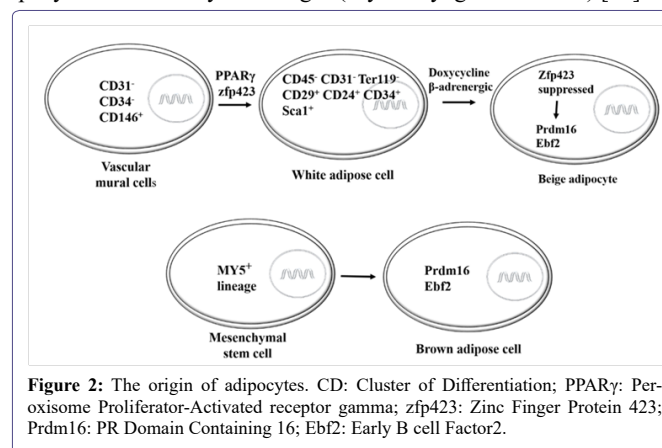 CD31-
CD34-
CD146+
Vascular
mural cells
PPARγ
zfp423
CD45- CD31- Ter119-
CD29+ CD24+ CD34+
Sca1+
White adipose cell
Doxycycline
β-adrenergic
Zfp423
suppressed
Prdm16
Ebf2
Beige adipocyte
MY5+
lineage
Mesenchymal
stem cell
Prdm16
Ebf2
Brown adipose cell
Figure 2: The origin of adipocytes. CD: Cluster of Differentiation; PPARγ: Per-
oxisome Proliferator-Activated receptor gamma; zfp423: Zinc Finger Protein 423;
Prdm16: PR Domain Containing 16; Ebf2: Early B cell Factor2.